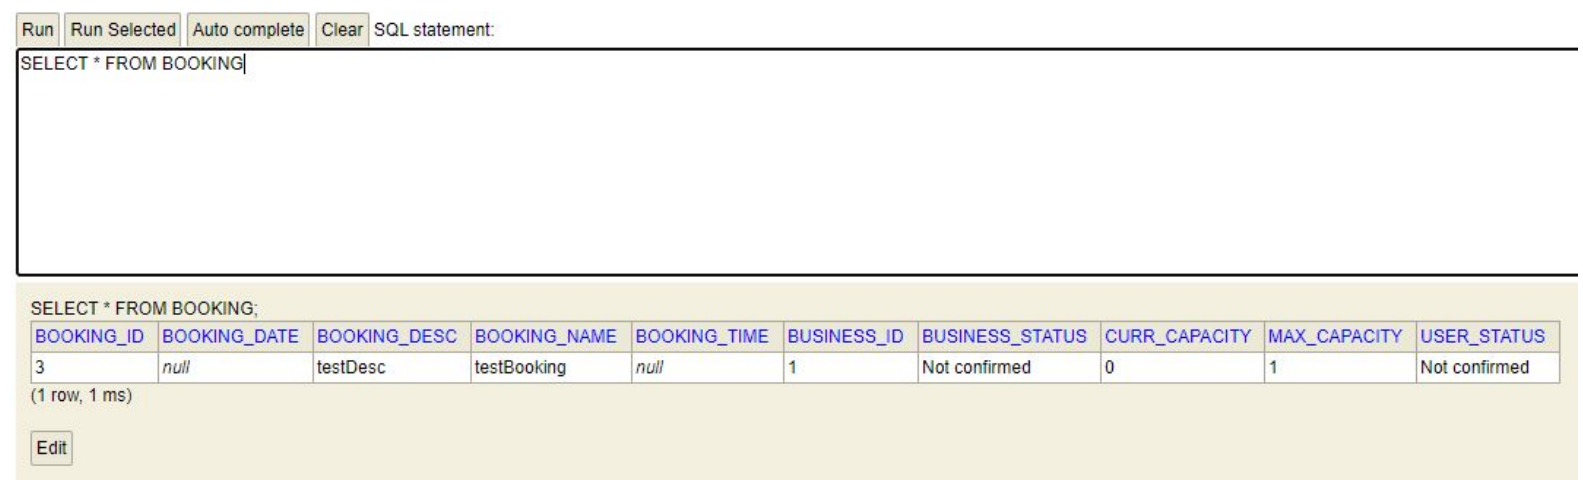 Run Run Selected Auto complete Clear SQL statement:
SELECT * FROM BOOKING
SELECT * FROM BOOKING;
BOOKING_ID BOOKING_DATE BOOKING_DESC BOOKING_NAME BOOKING_TIME BUSINESS_ID BUSINESS_STATUS CURR_CAPACITY MAX_CAPACITY USER_STATUS
3 null testDesc testBooking null 1 Not confirmed 0 1 Not confirmed
(1 row, 1 ms)
Edit